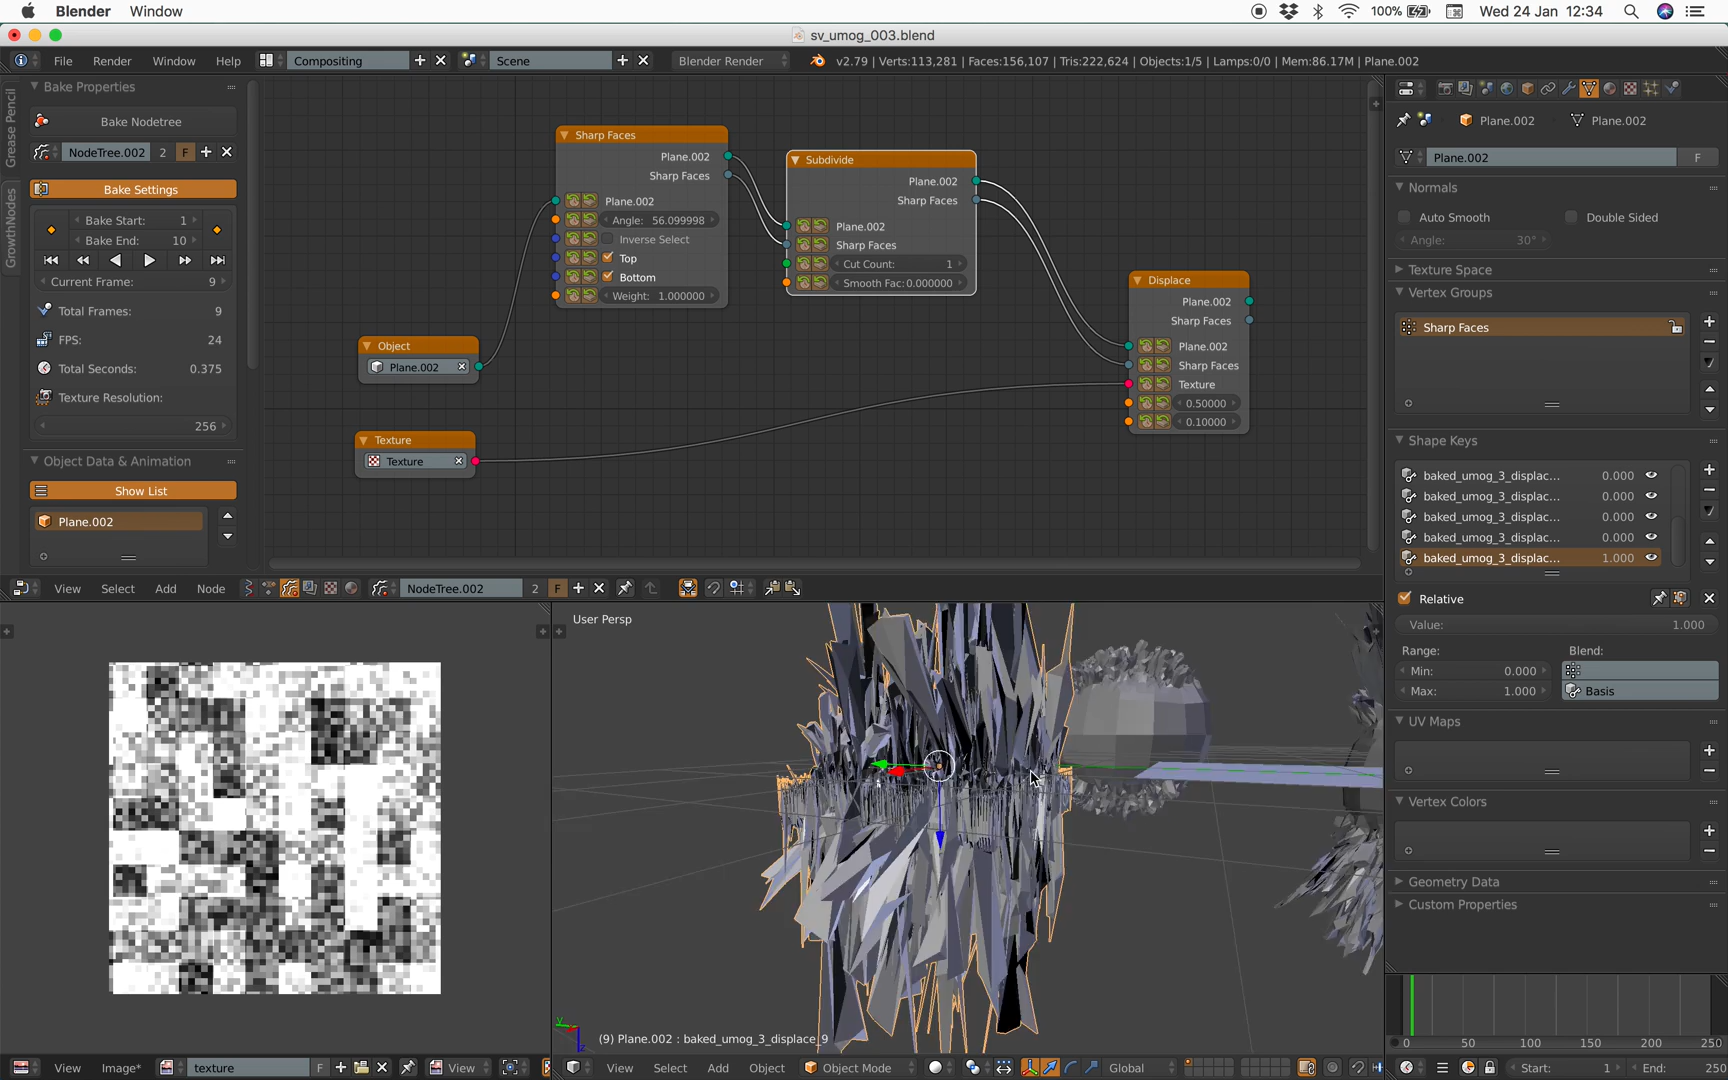 Blender Window
100% Wed 24 Jan 12:34
sv_umog_003.blend
File Render Window Help Compositing Scene Blender Render v2.79 | Verts:113,281 | Faces:156,107 | Tris:222,624 | Objects:1/5 | Lamps:0/0 | Mem:86.17M | Plane.002
Grease Pencil
GrowthNodes
Bake Properties
Bake Nodetree
NodeTree.002 2 F
Bake Settings
Bake Start: 1
Bake End: 10
Current Frame: 9
Total Frames: 9
FPS: 24
Total Seconds: 0.375
Texture Resolution:
256
Object Data & Animation
Show List
Plane.002
Sharp Faces
Plane.002
Sharp Faces
Plane.002
Angle: 56.099998
Inverse Select
Top
Bottom
Weight: 1.000000
Subdivide
Plane.002
Sharp Faces
Plane.002
Sharp Faces
Cut Count: 1
Smooth Fac:0.000000
Object
Plane.002
Texture
Texture
Displace
Plane.002
Sharp Faces
Plane.002
Sharp Faces
Texture
0.50000
0.10000
View Select Add Node NodeTree.002 2 F
Plane.002 Plane.002
Plane.002 F
Normals
Auto Smooth Double Sided
Angle: 30°
Texture Space
Vertex Groups
Sharp Faces
Shape Keys
baked_umog_3_displac... 0.000
baked_umog_3_displac... 0.000
baked_umog_3_displac... 0.000
baked_umog_3_displac... 0.000
baked_umog_3_displac... 1.000
Relative
Value: 1.000
Range: Blend:
Min: 0.000
Max: 1.000 Basis
UV Maps
Vertex Colors
Geometry Data
Custom Properties
User Persp
(9) Plane.002 : baked_umog_3_displace_9
0 50 100 150 200 250
View Image* texture F View
View Select Add Object Object Mode Global
Start: 1 End: 250